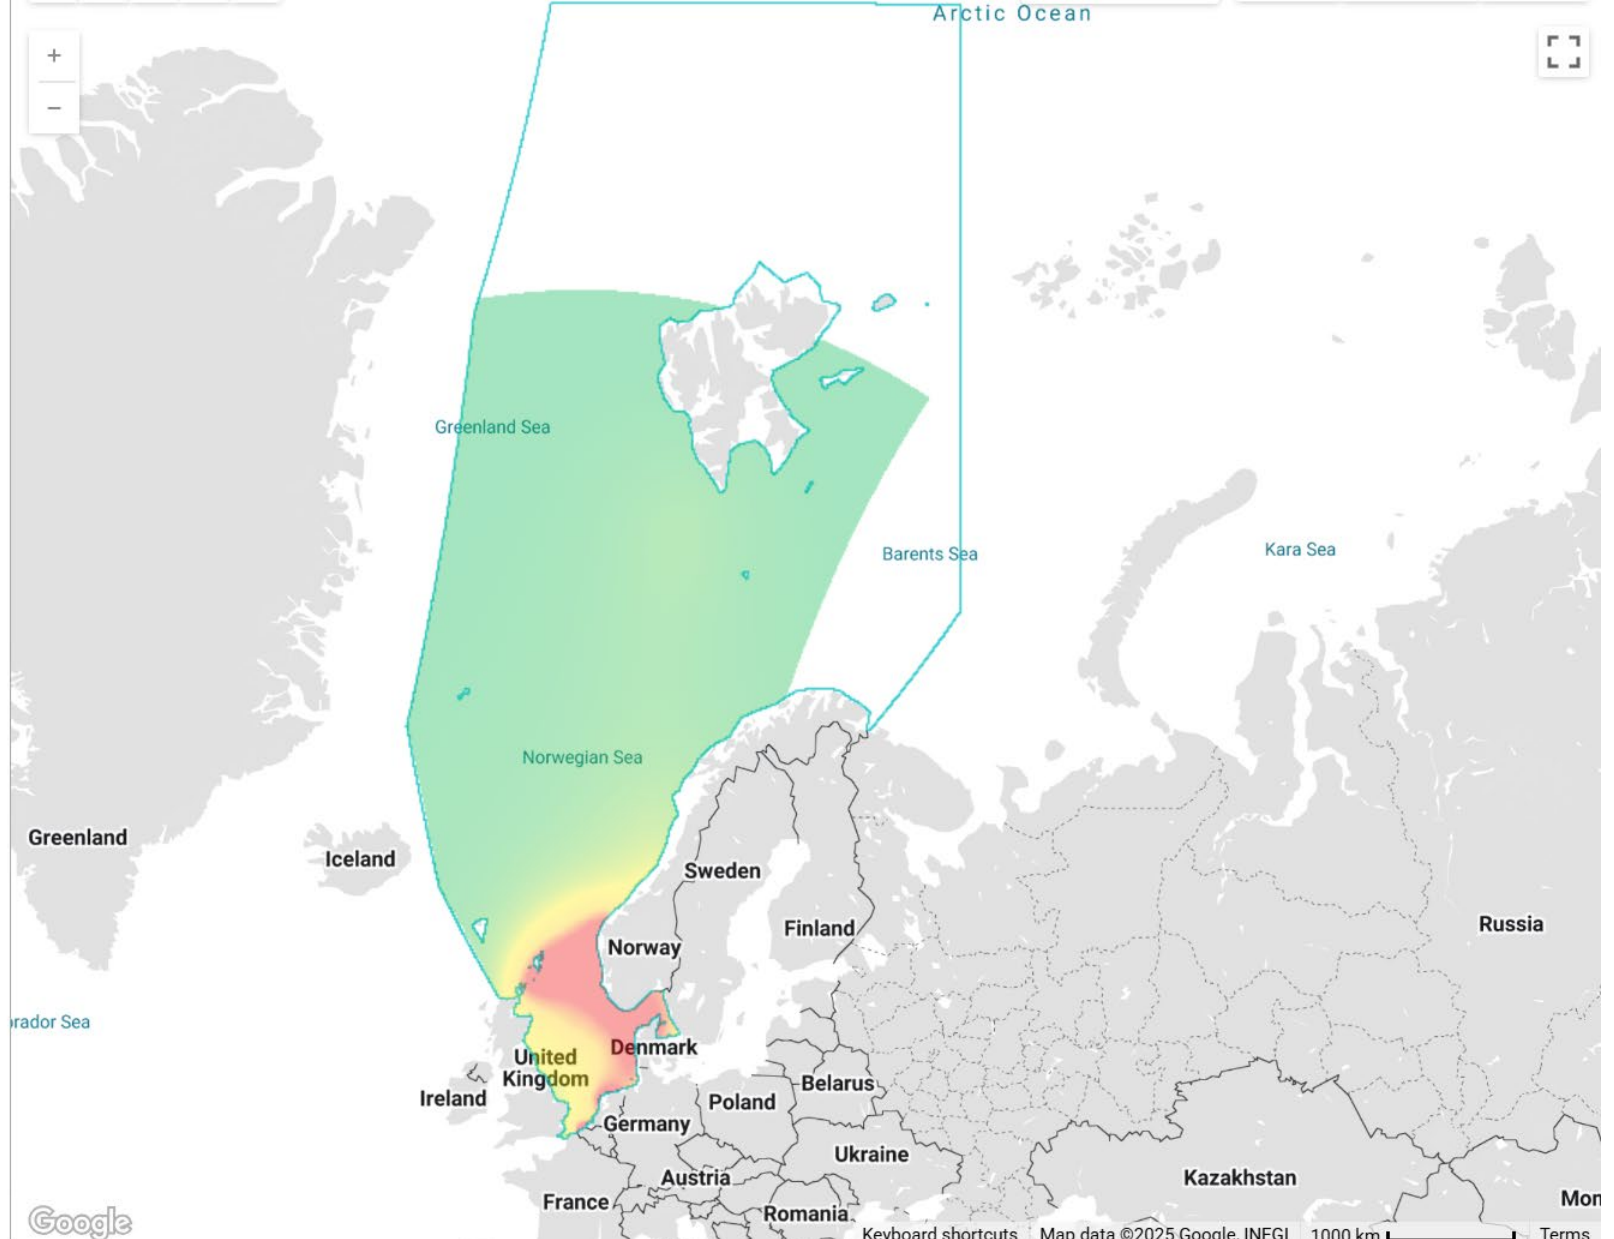 Arctic Ocean
+
−
Greenland Sea
Barents Sea
Kara Sea
Norwegian Sea
Greenland
Iceland
Sweden
Finland
Russia
Norway
brador Sea
Denmark
United
Kingdom
Belarus
Ireland
Poland
Germany
Ukraine
Austria
Kazakhstan
France
Romania
Mon
Google
Keyboard shortcuts
Map data ©2025 Google, INEGI
1000 km
Terms